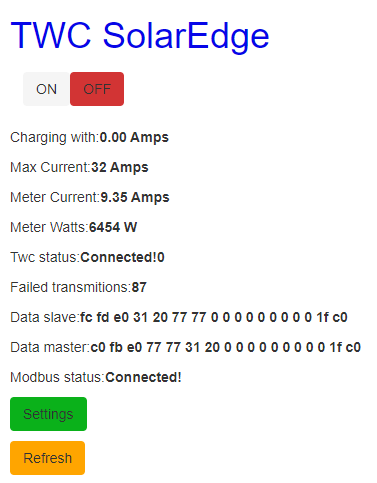 TWC SolarEdge
ON OFF
Charging with:0.00 Amps
Max Current:32 Amps
Meter Current:9.35 Amps
Meter Watts:6454 W
Twc status:Connected!0
Failed transmitions:87
Data slave:fc fd e0 31 20 77 77 0 0 0 0 0 0 0 0 0 1f c0
Data master:c0 fb e0 77 77 31 20 0 0 0 0 0 0 0 0 0 1f c0
Modbus status:Connected!
Settings
Refresh